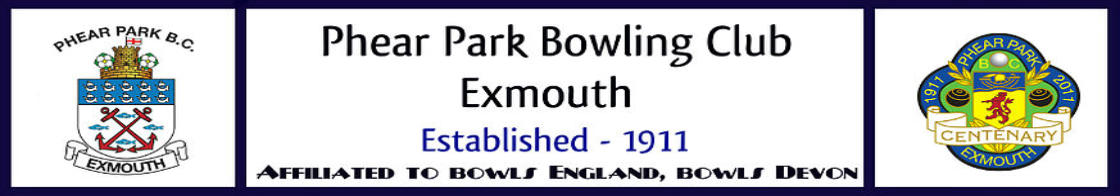 PHEAR PARK B.C.
EXMOUTH
Phear Park Bowling Club
Exmouth
Established - 1911
AFFILIATED TO BOWLS ENGLAND, BOWLS DEVON
PHEAR PARK
B C
1911
2011
CENTENARY
EXMOUTH